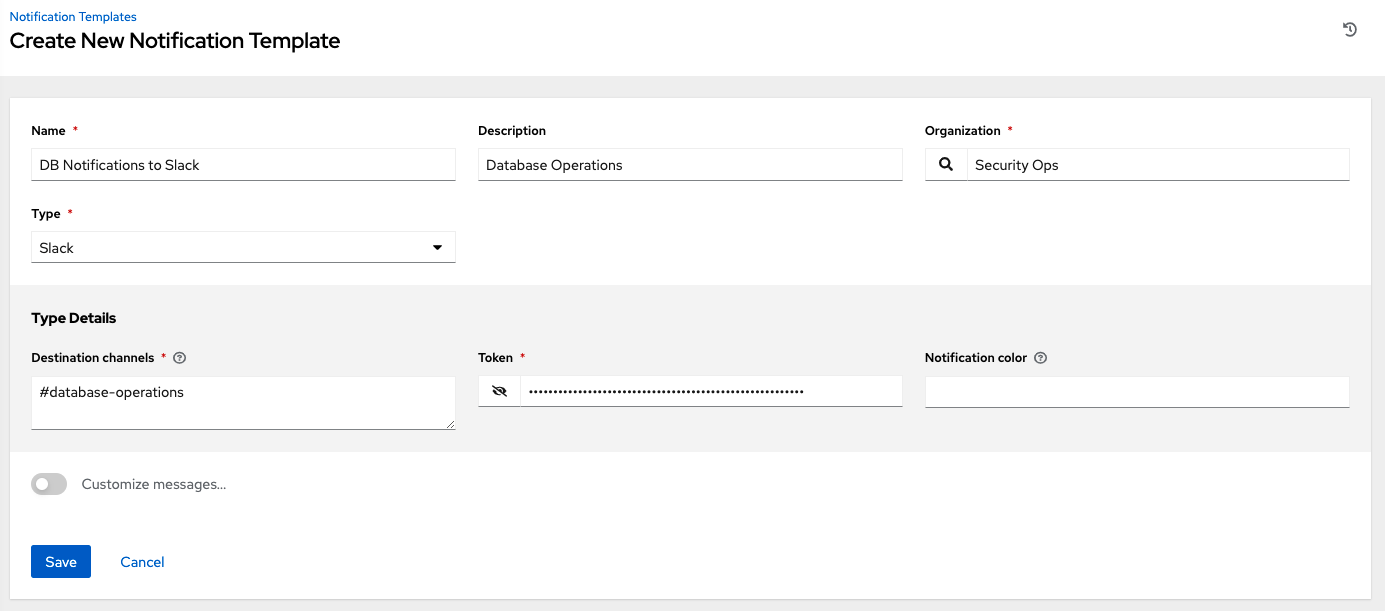 Notification Templates
Create New Notification Template
Name *
Description
Organization *
DB Notifications to Slack
Database Operations
Security Ops
Type *
Slack
Type Details
Destination channels *
Token *
Notification color
#database-operations
••••••••••••••••••••••••••••••••••••••••••••••••••••••••
Customize messages…
Save
Cancel